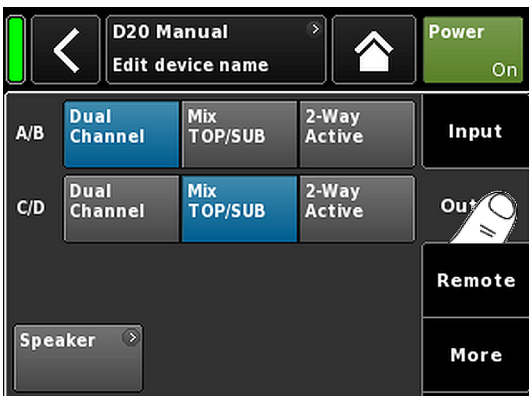 D20 Manual
Edit device name
Power
On
A/B
Dual
Channel
Mix
TOP/SUB
2-Way
Active
Input
C/D
Dual
Channel
Mix
TOP/SUB
2-Way
Active
Remote
Speaker
More